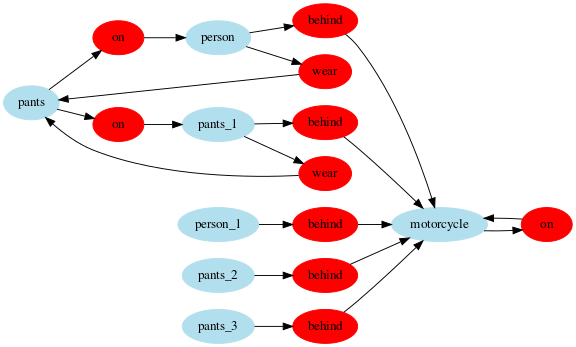 behind
on
person
wear
pants
behind
on
pants_1
wear
person_1
behind
motorcycle
on
pants_2
behind
pants_3
behind